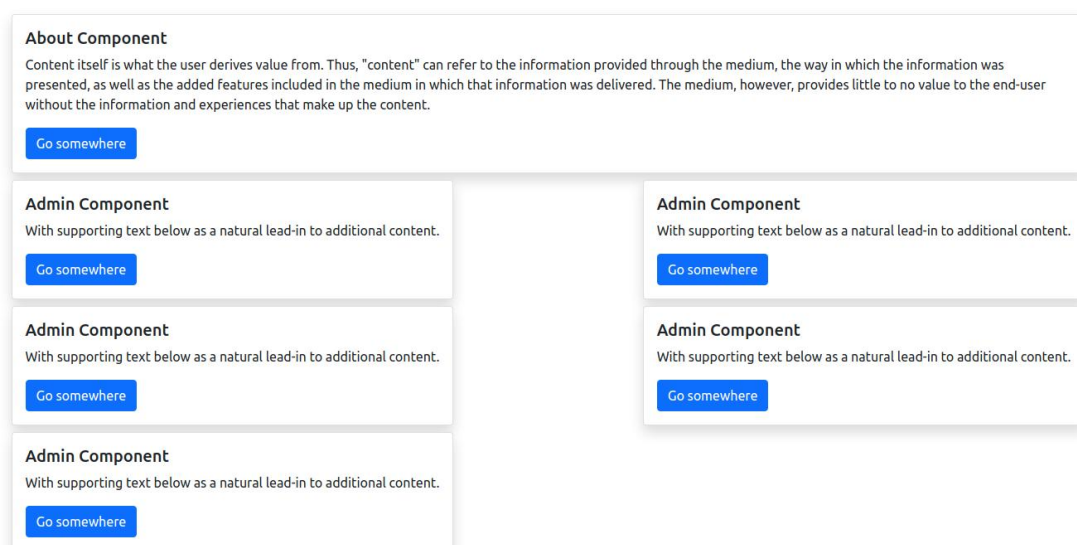 About Component
Content itself is what the user derives value from. Thus, "content" can refer to the information provided through the medium, the way in which the information was
presented, as well as the added features included in the medium in which that information was delivered. The medium, however, provides little to no value to the end-user
without the information and experiences that make up the content.
Go somewhere
Admin Component
With supporting text below as a natural lead-in to additional content.
Go somewhere
Admin Component
With supporting text below as a natural lead-in to additional content.
Go somewhere
Admin Component
With supporting text below as a natural lead-in to additional content.
Go somewhere
Admin Component
With supporting text below as a natural lead-in to additional content.
Go somewhere
Admin Component
With supporting text below as a natural lead-in to additional content.
Go somewhere